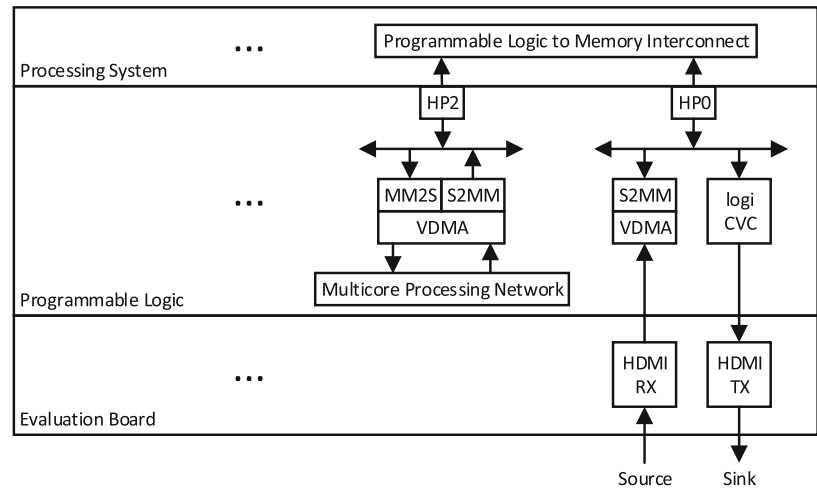 ...
Programmable Logic to Memory Interconnect
Processing System
HP2
HP0
...
MM2S
S2MM
VDMA
S2MM
VDMA
logi
CVC
Multicore Processing Network
Programmable Logic
...
HDMI
RX
HDMI
TX
Evaluation Board
Source
Sink